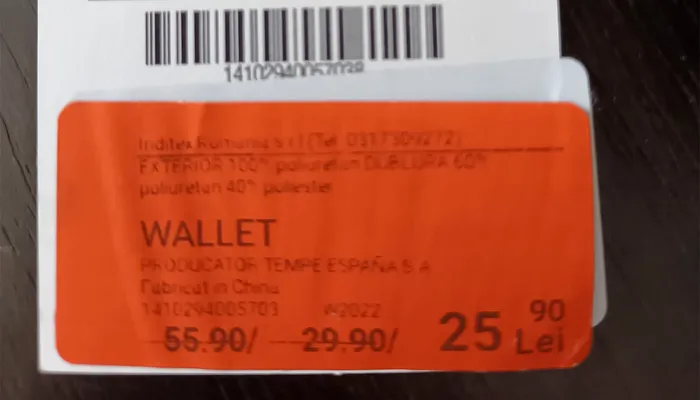 14102940057038
Inditex Romania s r l (Tel. 0317309272)
EXTERIOR 100% poliuretan DUBLURA 60%
poliuretan 40% poliester
WALLET
PRODUCATOR TEMPE ESPAÑA S A
Fabricat in China
1410294005703 W2022
55.90/ 29.90/ 25 90 Lei